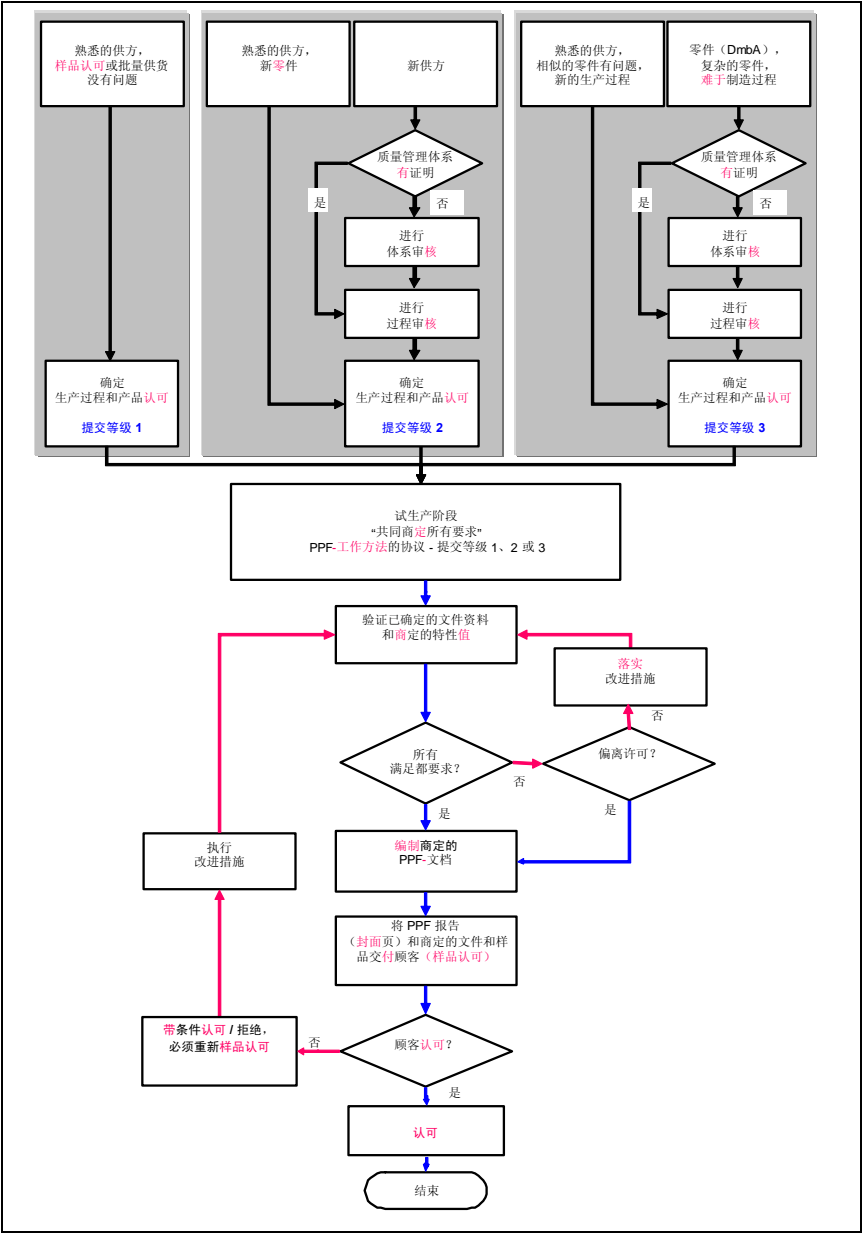 熟悉的供方，
样品认可或批量供货
没有问题
熟悉的供方，
新零件
新供方
熟悉的供方，
相似的零件有问题，
新的生产过程
零件（DmbA），
复杂的零件，
难于制造过程
质量管理体系
有证明
质量管理体系
有证明
是
否
是
否
进行
体系审核
进行
体系审核
进行
过程审核
进行
过程审核
确定
生产过程和产品认可
提交等级 1
确定
生产过程和产品认可
提交等级 2
确定
生产过程和产品认可
提交等级 3
试生产阶段
“共同商定所有要求”
PPF-工作方法的协议 - 提交等级 1、2 或 3
验证已确定的文件资料
和商定的特性值
落实
改进措施
否
所有
满足都要求？
偏离许可？
否
是
是
编制商定的
PPF-文档
执行
改进措施
将 PPF 报告
（封面页）和商定的文件和样
品交付顾客（样品认可）
带条件认可 / 拒绝，
必须重新样品认可
否
顾客认可？
是
认可
结束